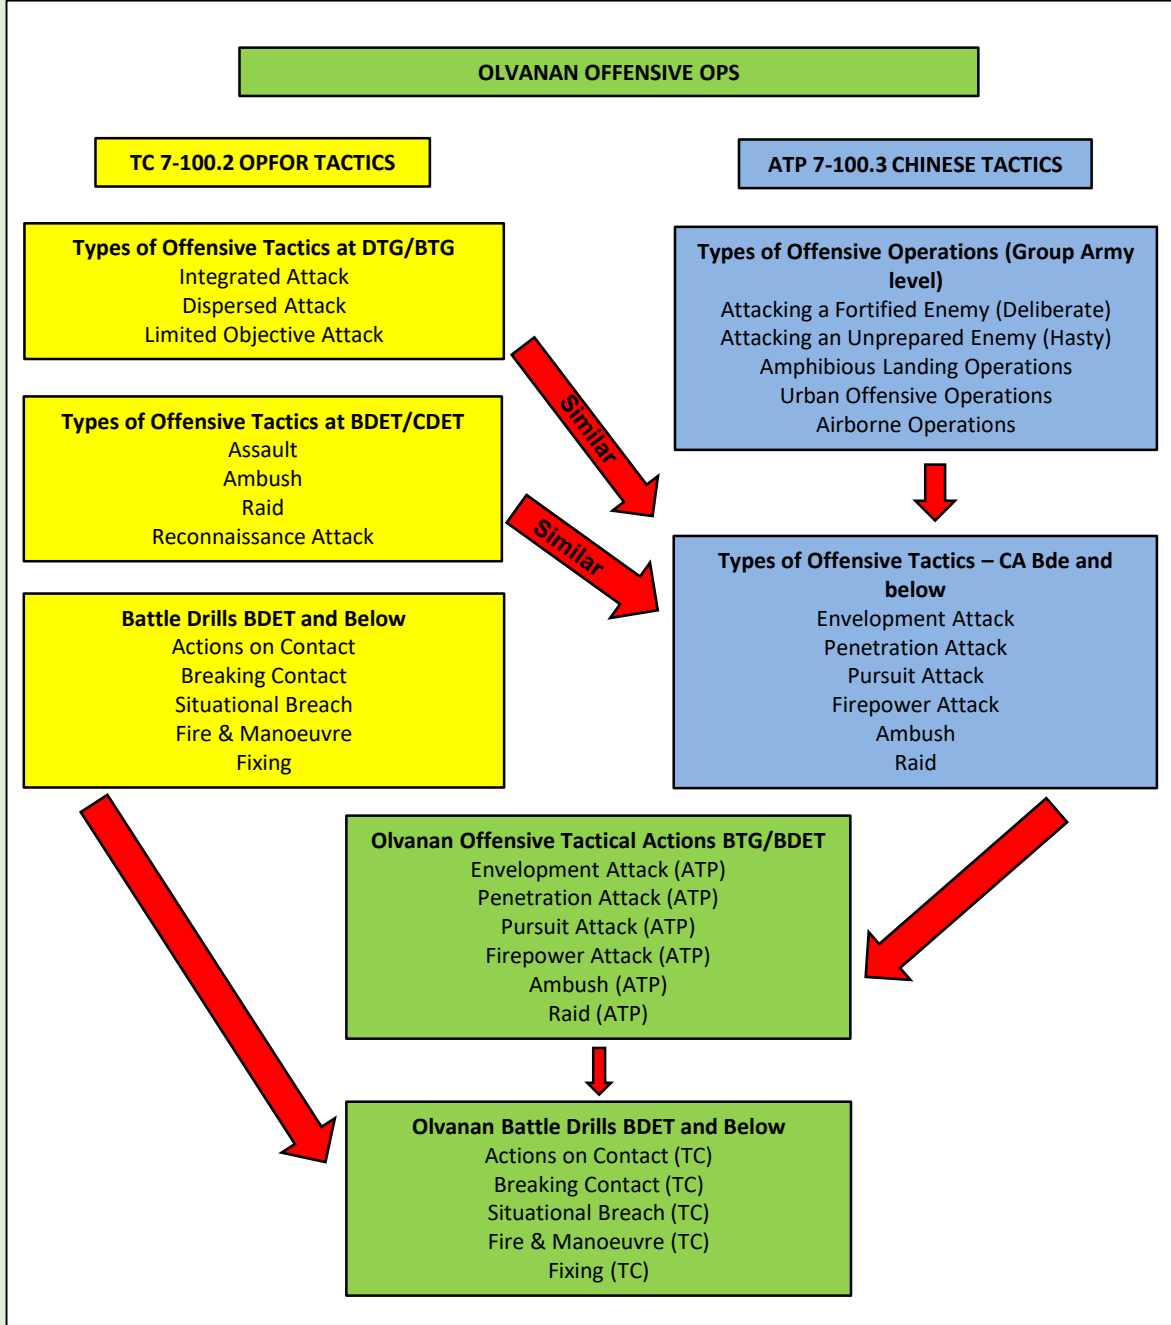 OLVANAN OFFENSIVE OPS
TC 7-100.2 OPFOR TACTICS
Types of Offensive Tactics at DTG/BTG
Integrated Attack
Dispersed Attack
Limited Objective Attack
Types of Offensive Tactics at BDET/CDET
Assault
Ambush
Raid
Reconnaissance Attack
Battle Drills BDET and Below
Actions on Contact
Breaking Contact
Situational Breach
Fire & Manoeuvre
Fixing
Similar
Similar
ATP 7-100.3 CHINESE TACTICS
Types of Offensive Operations (Group Army
level)
Attacking a Fortified Enemy (Deliberate)
Attacking an Unprepared Enemy (Hasty)
Amphibious Landing Operations
Urban Offensive Operations
Airborne Operations
Types of Offensive Tactics – CA Bde and
below
Envelopment Attack
Penetration Attack
Pursuit Attack
Firepower Attack
Ambush
Raid
Olvanan Offensive Tactical Actions BTG/BDET
Envelopment Attack (ATP)
Penetration Attack (ATP)
Pursuit Attack (ATP)
Firepower Attack (ATP)
Ambush (ATP)
Raid (ATP)
Olvanan Battle Drills BDET and Below
Actions on Contact (TC)
Breaking Contact (TC)
Situational Breach (TC)
Fire & Manoeuvre (TC)
Fixing (TC)